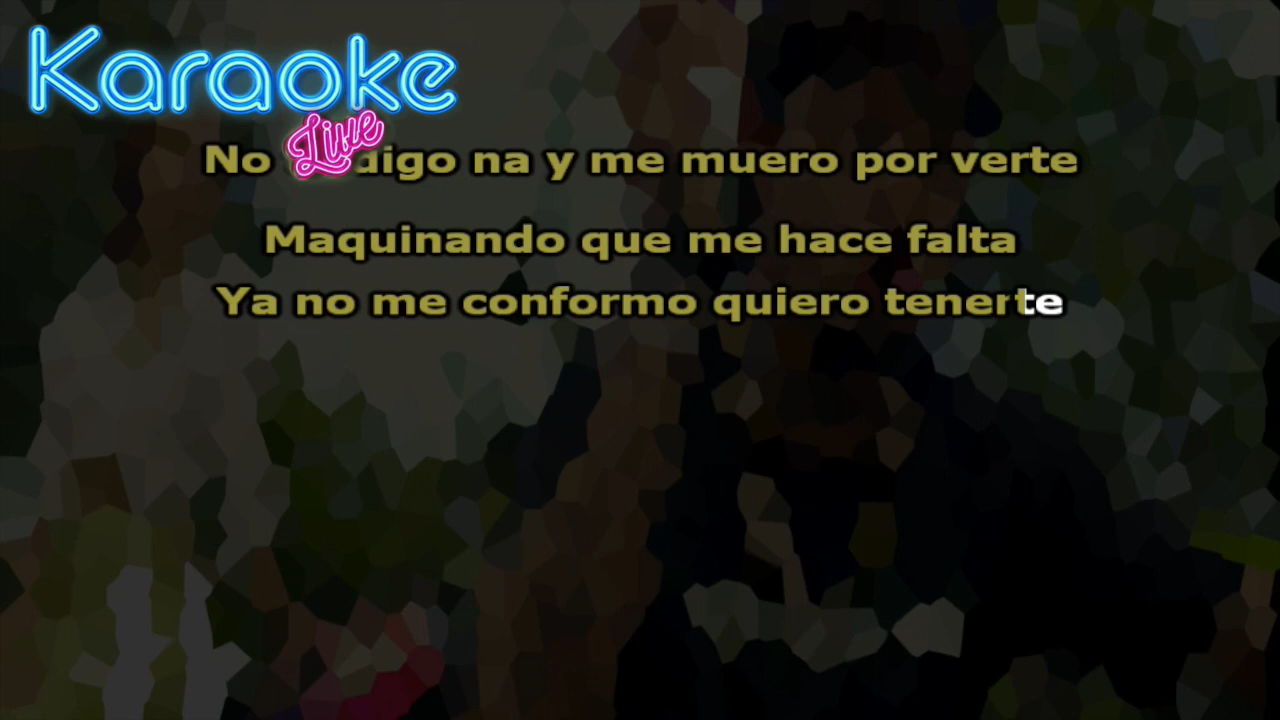 Karaoke
Live
No digo na y me muero por verte
Maquinando que me hace falta
Ya no me conformo quiero tenerte